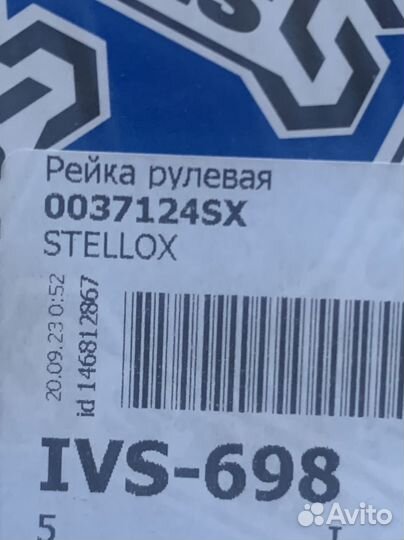 Рейка рулевая
0037124SX
STELLOX
20.09.23 0:52
id 146812867
IVS-698
5
Avito